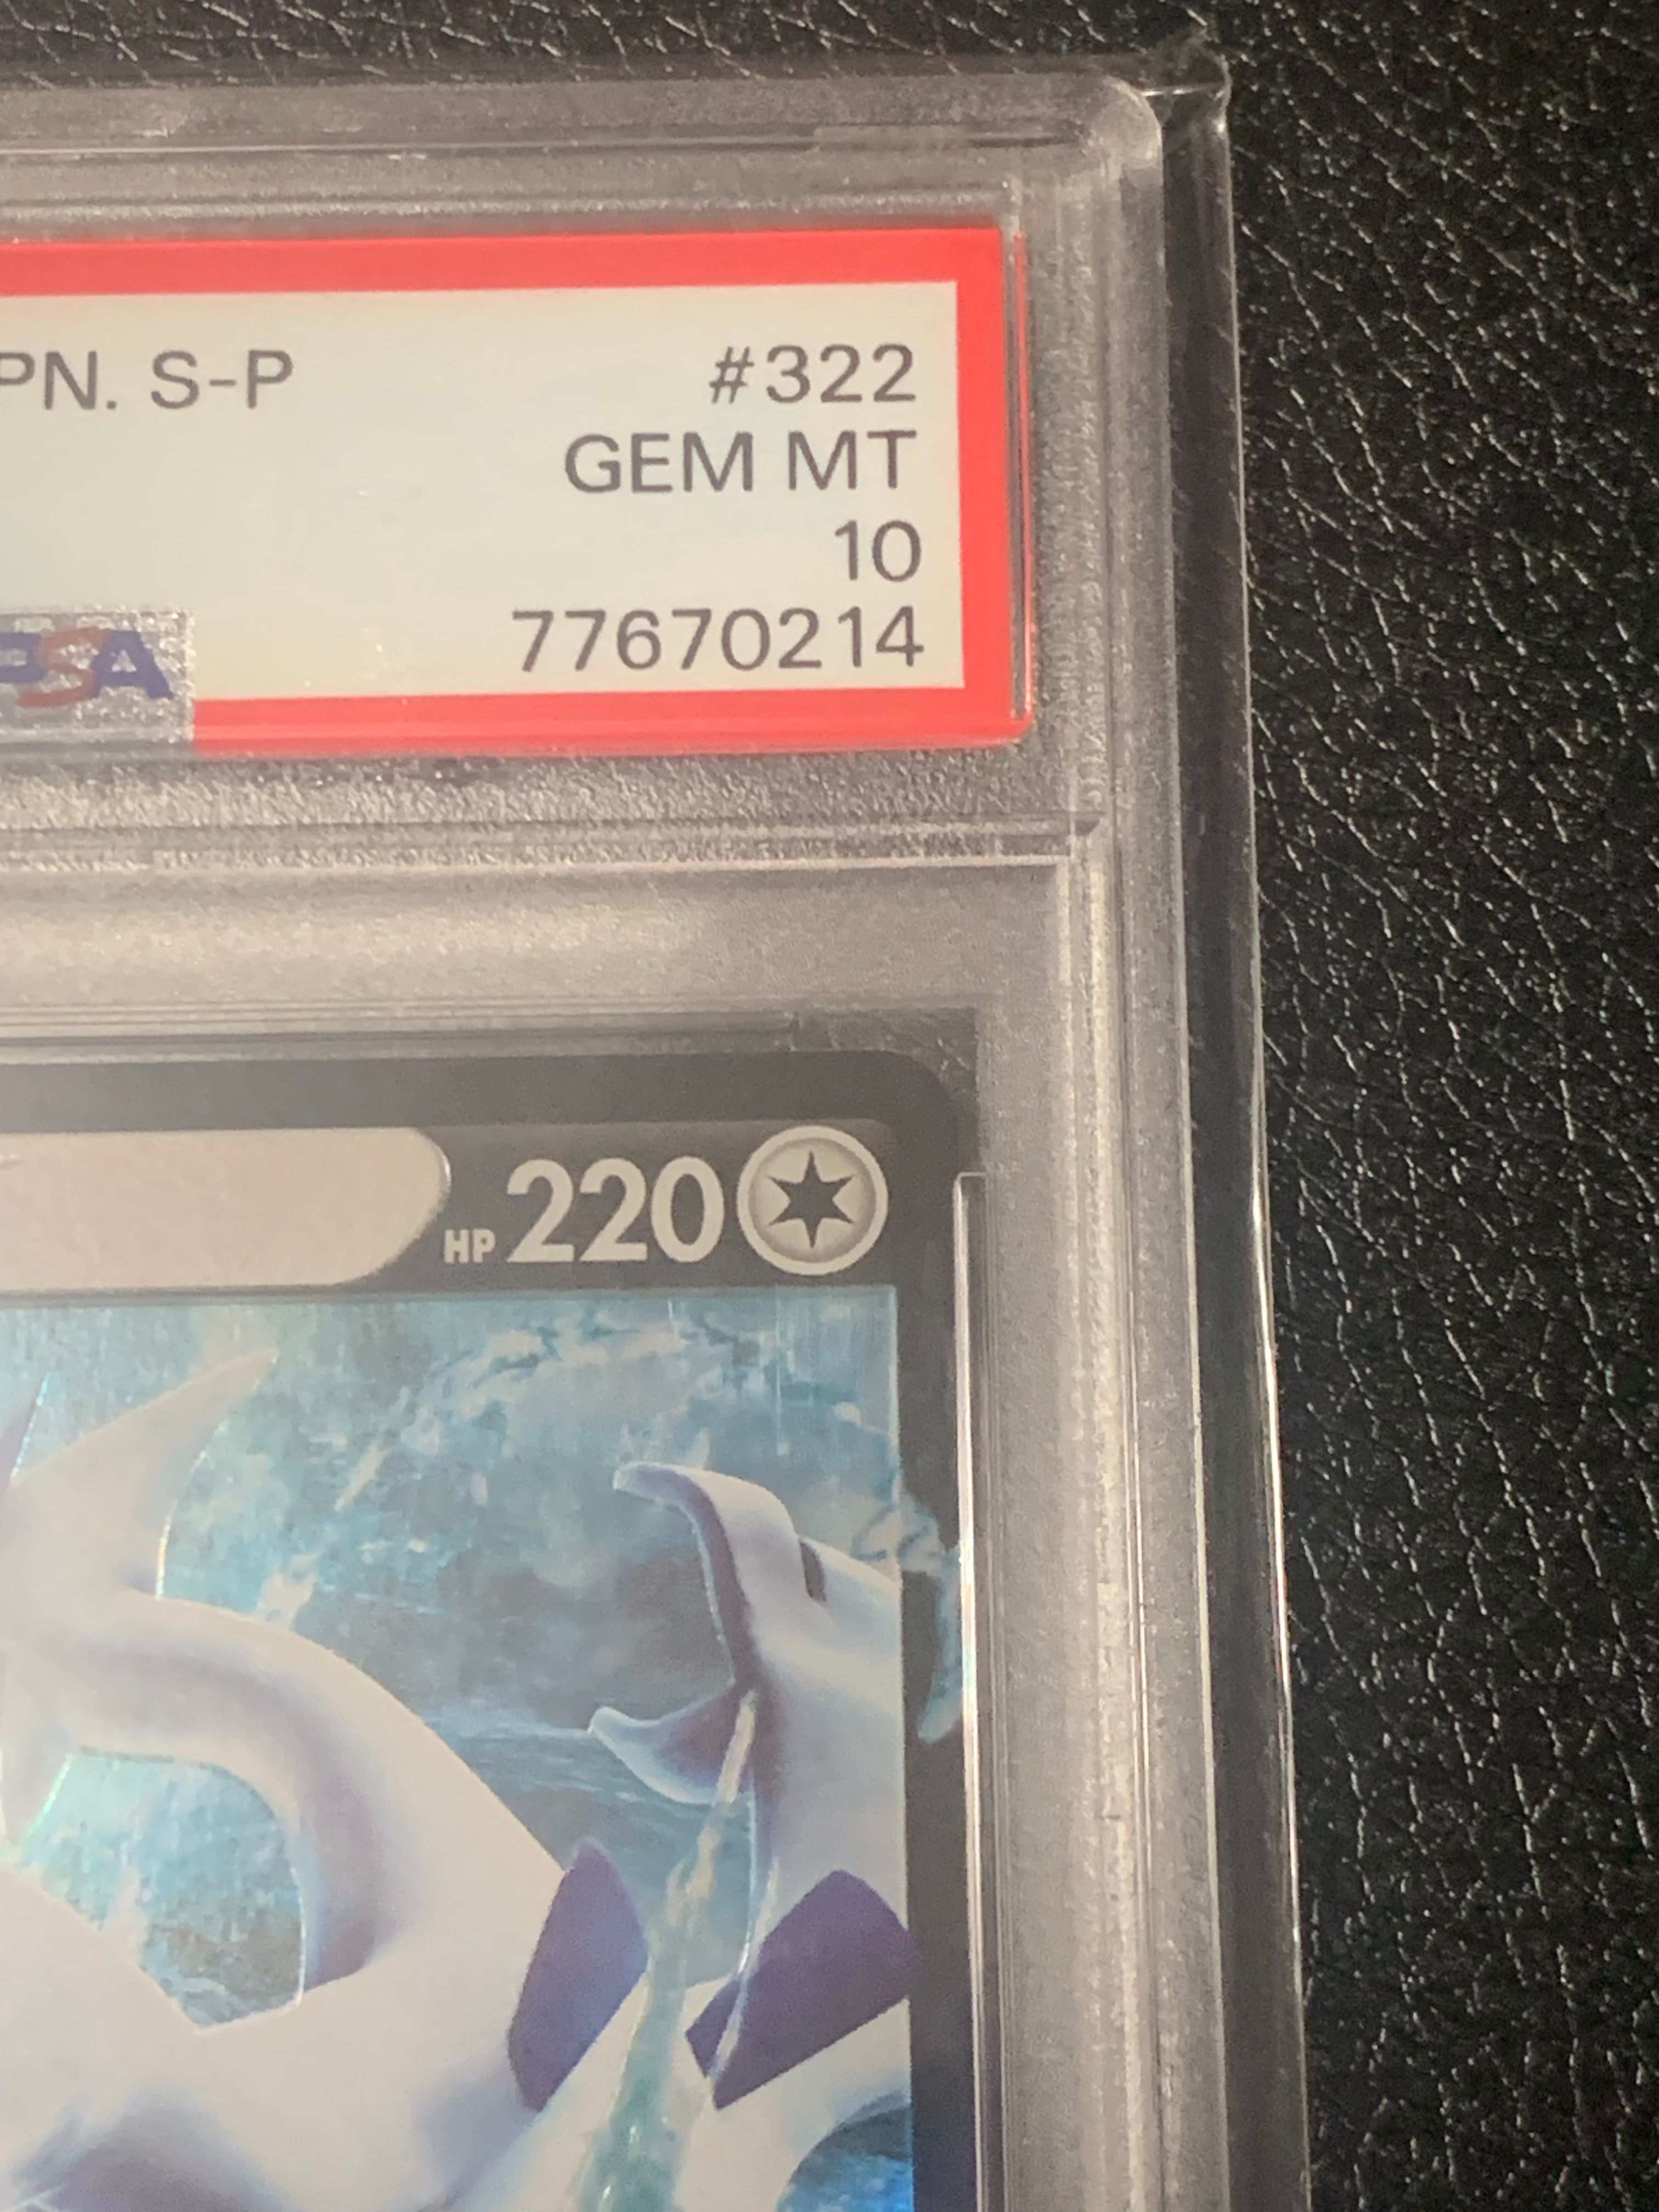 PN. S-P #322
GEM MT
10
PSA 77670214
HP 220